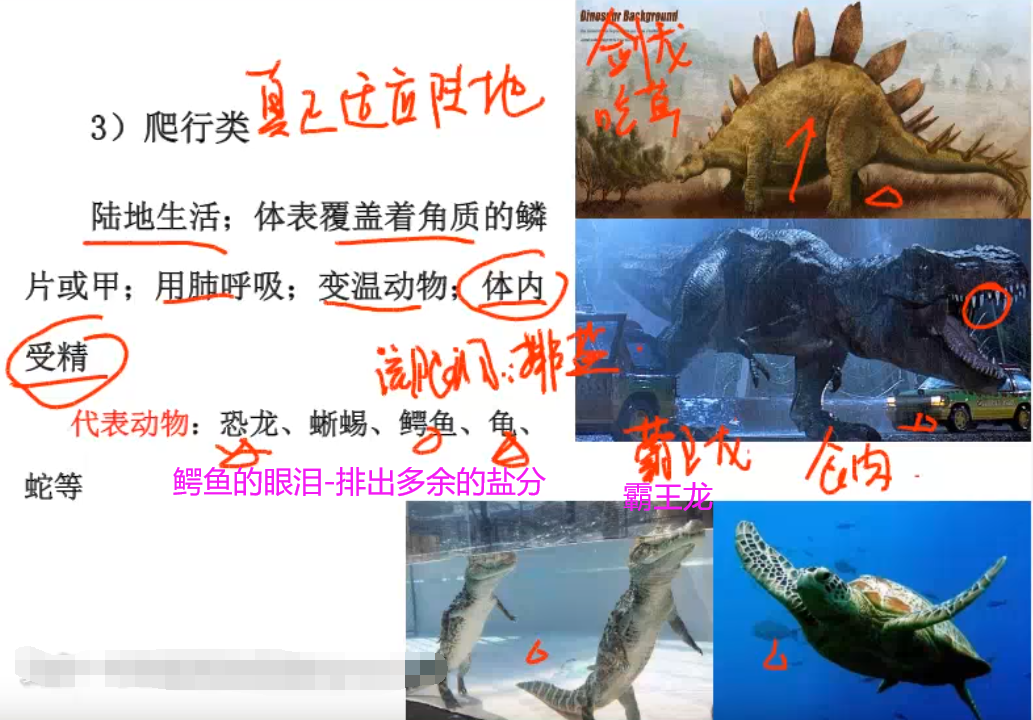 Dinosaur Background
剑龙
吃草
3）爬行类
真正适应陆地
陆地生活；体表覆盖着角质的鳞
片或甲；用肺呼吸；变温动物；体内
受精
流眼泪：排盐
代表动物：恐龙、蜥蜴、鳄鱼、龟、
蛇等
鳄鱼的眼泪-排出多余的盐分
霸王龙
食肉
霸王龙